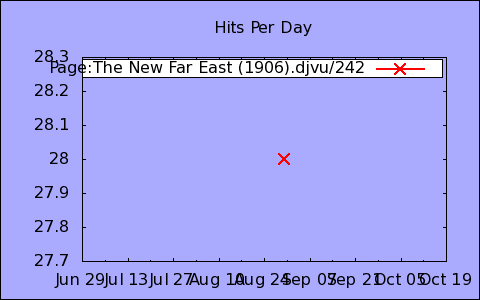 Hits Per Day
28.3
Page:The New Far East (1906).djvu/242
28.2
28.1
28
27.9
27.8
27.7
Jun 29 Jul 13 Jul 27 Aug 10 Aug 24 Sep 07 Sep 21 Oct 05 Oct 19